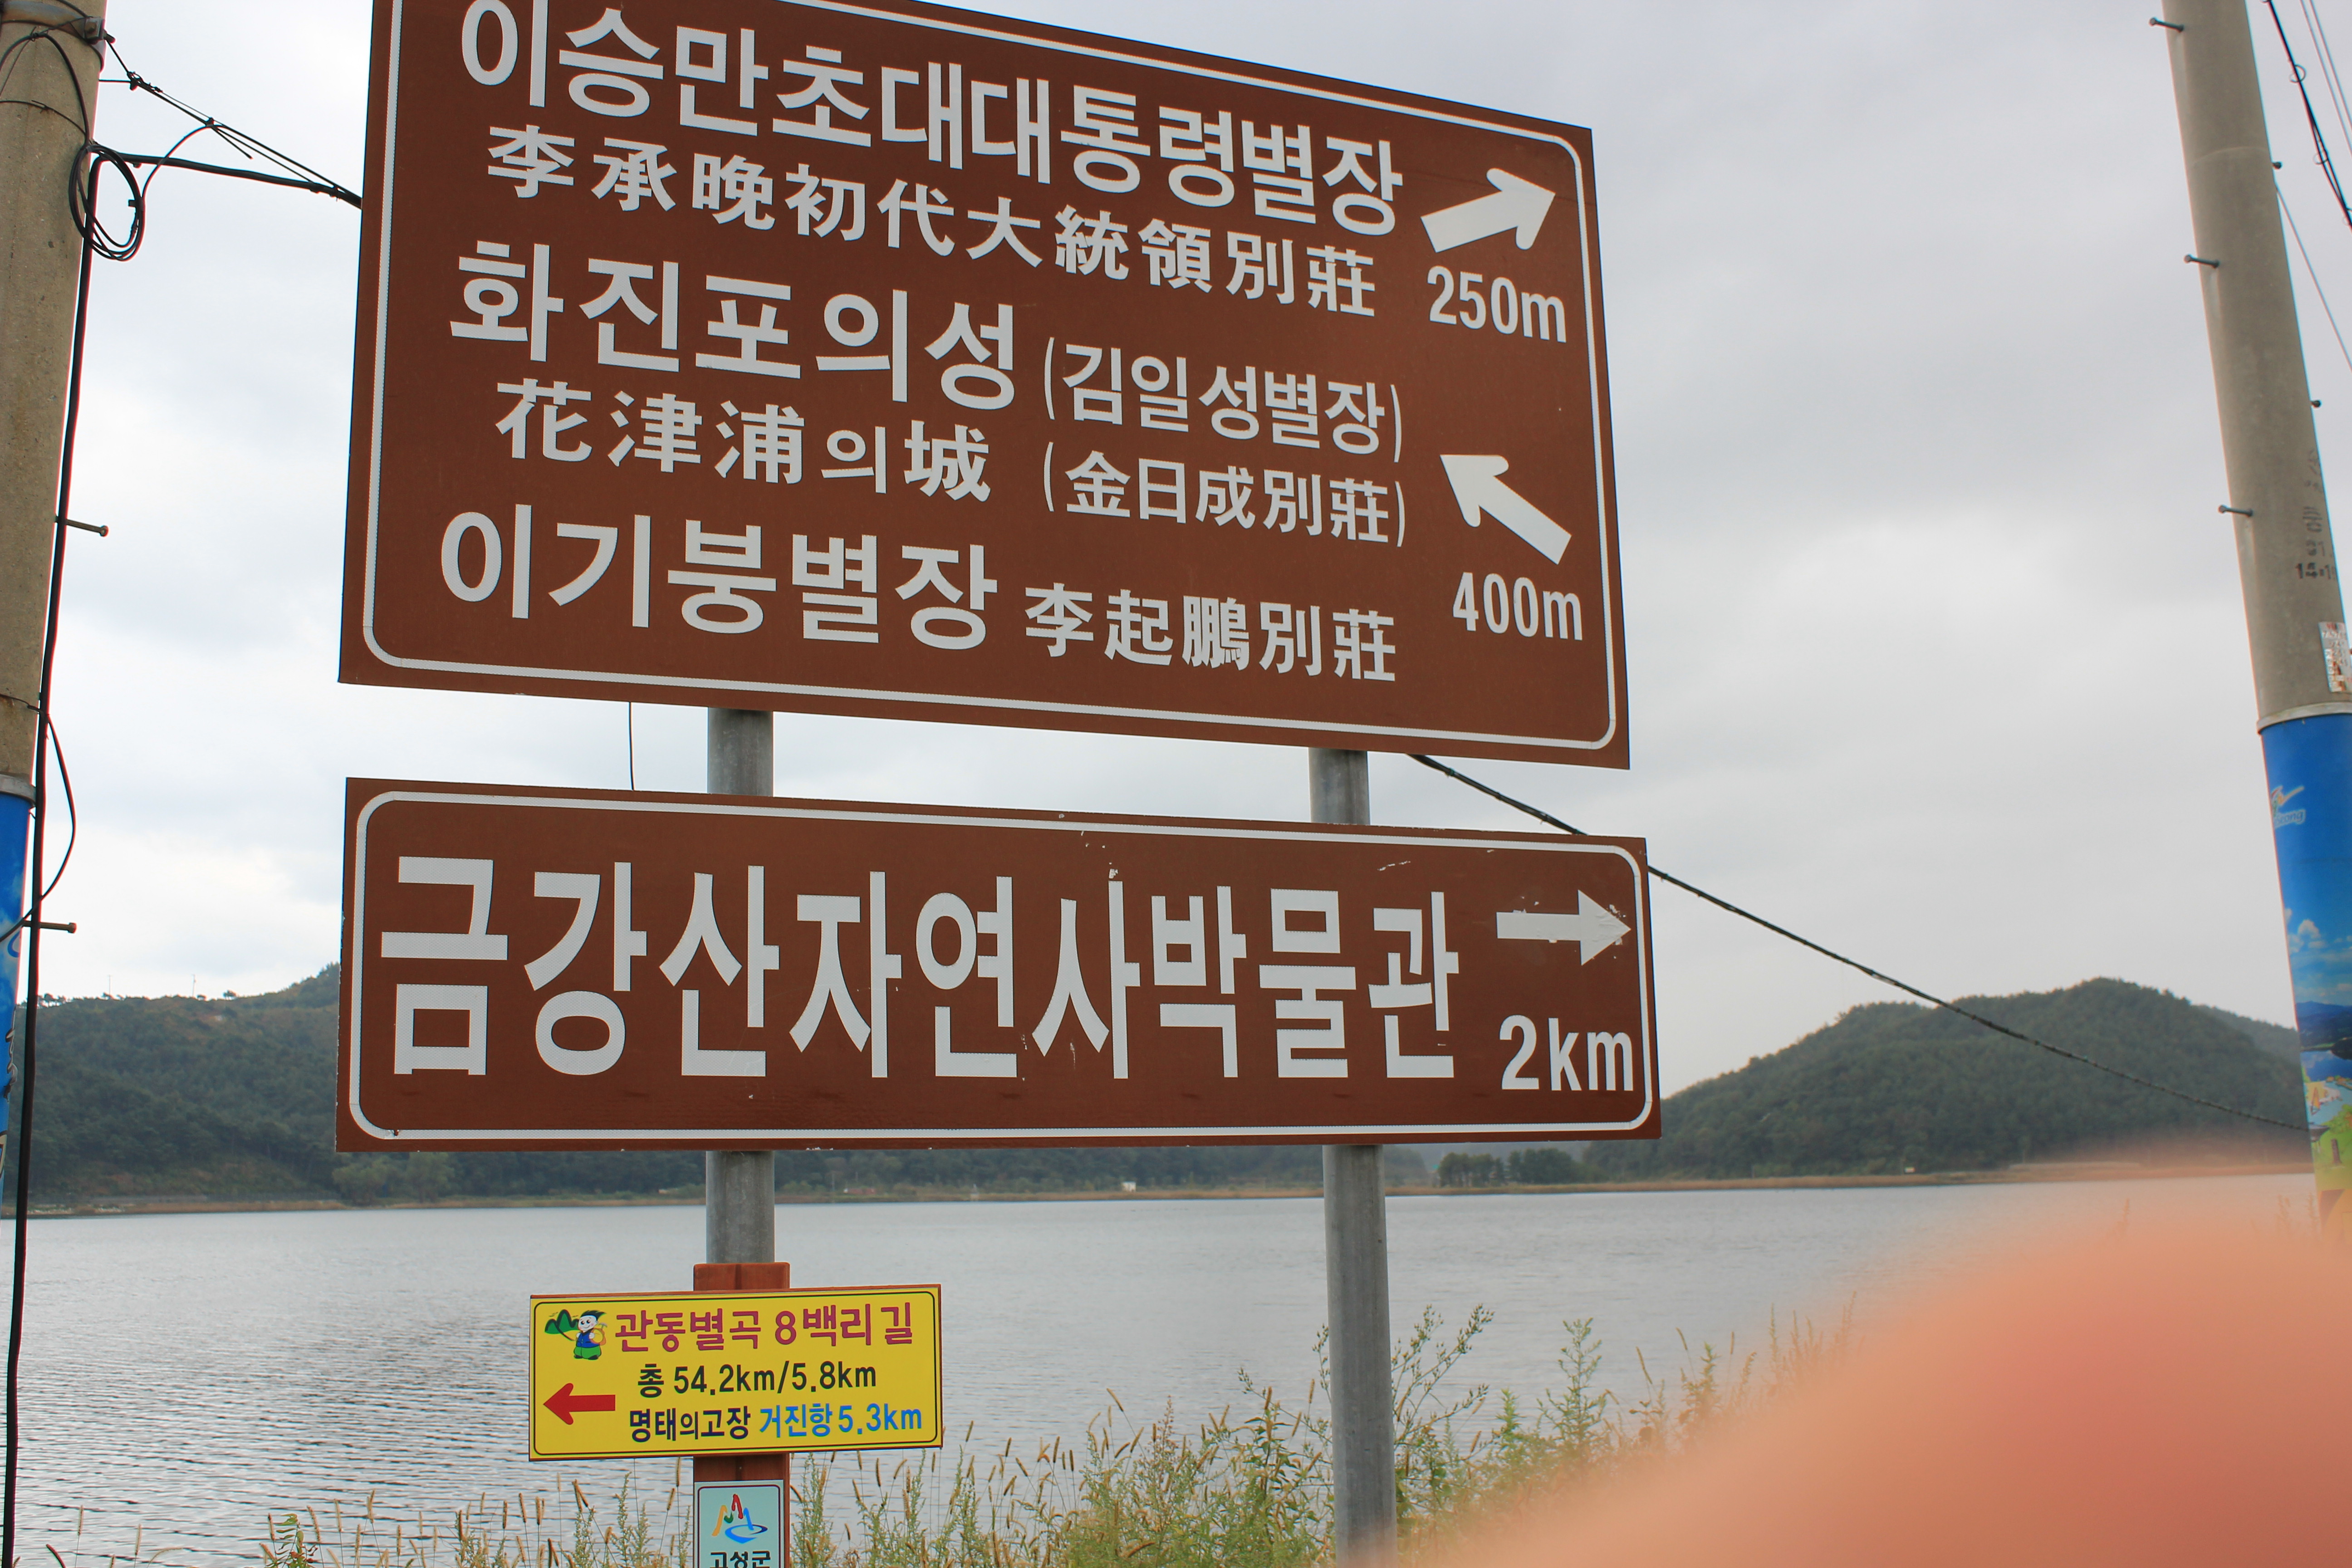 이승만초대대통령별장
李承晩初代大統領別莊
250m
화진포의성 (김일성별장)
花津浦의城 (金日成別莊)
400m
이기붕별장 李起鵬別莊
금강산자연사박물관
2km
관동별곡 8백리길
총 54.2km/5.8km
명태의고장 거진항 5.3km
고성군